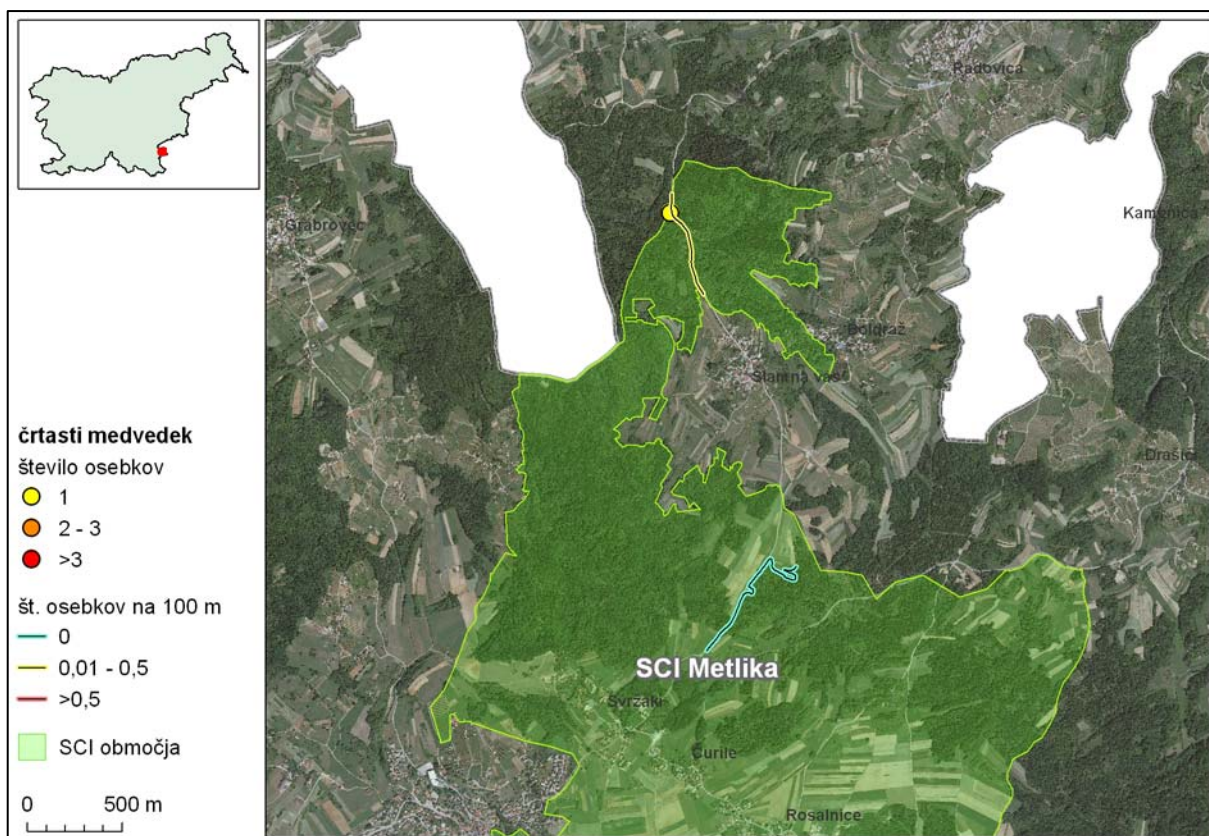 črtasti medvedek
število osebkov
1
2 - 3
>3
št. osebkov na 100 m
0
0,01 - 0,5
>0,5
SCI območja
0 500 m
Radovica
Grabrovec
Kamenica
Boldraž
Slamna vas
Drašiči
SCI Metlika
Svržaki
Čurile
Rosalnice